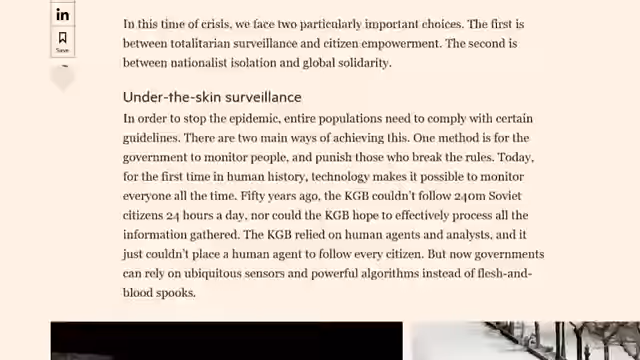 in
Save
In this time of crisis, we face two particularly important choices. The first is
between totalitarian surveillance and citizen empowerment. The second is
between nationalist isolation and global solidarity.
Under-the-skin surveillance
In order to stop the epidemic, entire populations need to comply with certain
guidelines. There are two main ways of achieving this. One method is for the
government to monitor people, and punish those who break the rules. Today,
for the first time in human history, technology makes it possible to monitor
everyone all the time. Fifty years ago, the KGB couldn’t follow 240m Soviet
citizens 24 hours a day, nor could the KGB hope to effectively process all the
information gathered. The KGB relied on human agents and analysts, and it
just couldn’t place a human agent to follow every citizen. But now governments
can rely on ubiquitous sensors and powerful algorithms instead of flesh-and-
blood spooks.